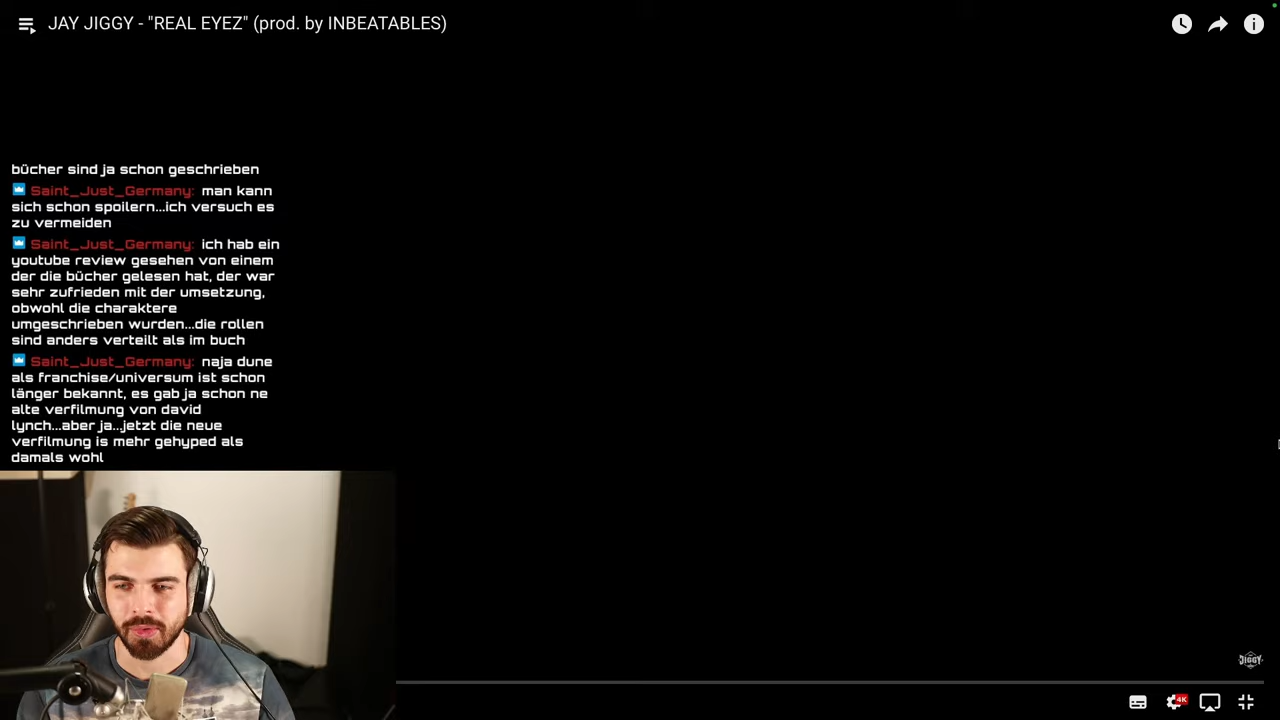 JAY JIGGY - "REAL EYEZ" (prod. by INBEATABLES)
bücher sind ja schon geschrieben
Saint_Just_Germany: man kann
sich schon spoilern...ich versuch es
zu vermeiden
Saint_Just_Germany: ich hab ein
youtube review gesehen von einem
der die bücher gelesen hat, der war
sehr zufrieden mit der umsetzung,
obwohl die charaktere
umgeschrieben wurden...die rollen
sind anders verteilt als im buch
Saint_Just_Germany: naja dune
als franchise/universum ist schon
länger bekannt, es gab ja schon ne
alte verfilmung von david
lynch...aber ja...jetzt die neue
verfilmung is mehr gehyped als
damals wohl
JIGGY
4K